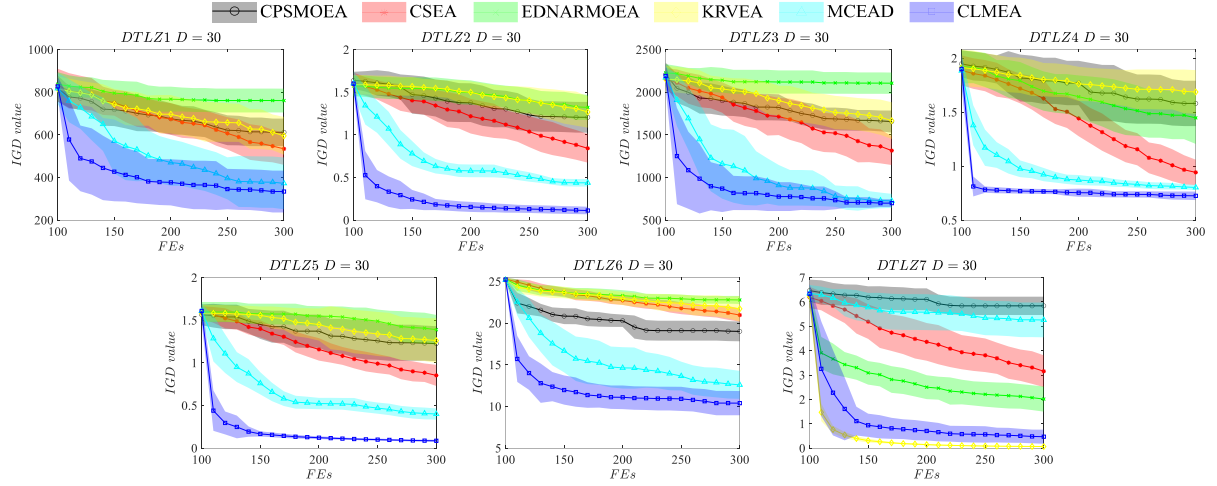 CPSMOEA CSEA EDNARMOEA KRVEA MCEAD CLMEA
DTLZ1 D = 30
1000
800
600
400
200
IGD value
100 150 200 250 300
FEs
DTLZ2 D = 30
2
1.5
1
0.5
0
IGD value
100 150 200 250 300
FEs
DTLZ3 D = 30
2500
2000
1500
1000
500
IGD value
100 150 200 250 300
FEs
DTLZ4 D = 30
2
1.5
1
0.5
IGD value
100 150 200 250 300
FEs
DTLZ5 D = 30
2
1.5
1
0.5
0
IGD value
100 150 200 250 300
FEs
DTLZ6 D = 30
25
20
15
10
5
IGD value
100 150 200 250 300
FEs
DTLZ7 D = 30
7
6
5
4
3
2
1
0
IGD value
100 150 200 250 300
FEs